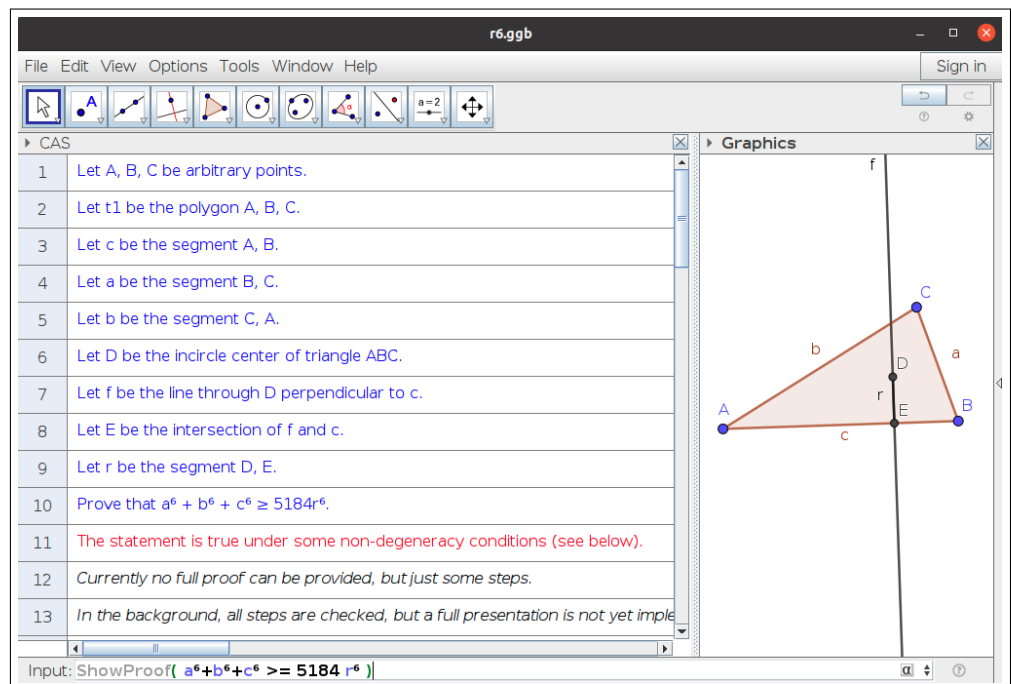 r6.ggb
File Edit View Options Tools Window Help
Sign in
A
α
a=2
CAS
Graphics
1 Let A, B, C be arbitrary points.
2 Let t1 be the polygon A, B, C.
3 Let c be the segment A, B.
4 Let a be the segment B, C.
5 Let b be the segment C, A.
6 Let D be the incircle center of triangle ABC.
7 Let f be the line through D perpendicular to c.
8 Let E be the intersection of f and c.
9 Let r be the segment D, E.
10 Prove that a⁶ + b⁶ + c⁶ ≥ 5184r⁶.
11 The statement is true under some non-degeneracy conditions (see below).
12 Currently no full proof can be provided, but just some steps.
13 In the background, all steps are checked, but a full presentation is not yet imple
f
C
b
a
D
r
A
E
B
c
Input: ShowProof( a⁶+b⁶+c⁶ >= 5184 r⁶ )
α